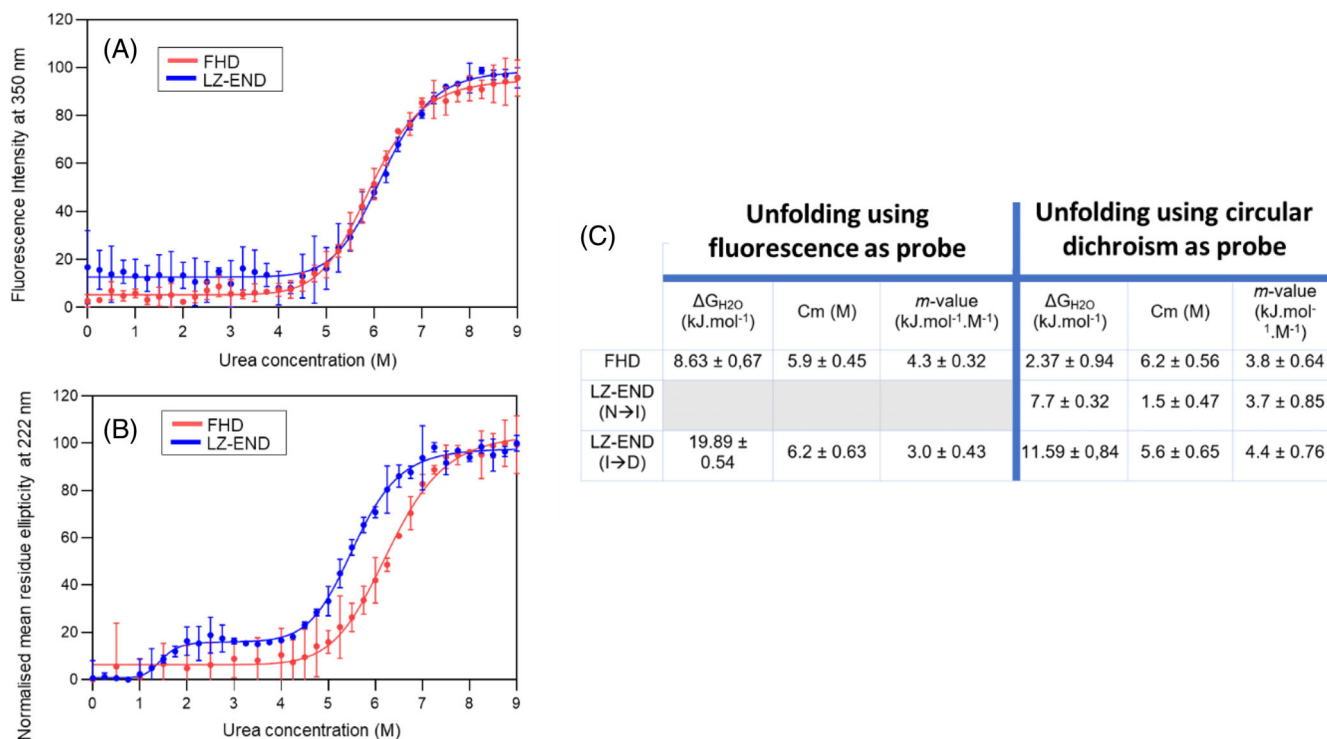 (A)
FHD
LZ-END
Fluorescence Intensity at 350 nm
120
100
80
60
40
20
0
0 1 2 3 4 5 6 7 8 9
Urea concentration (M)
(B)
FHD
LZ-END
Normalised mean residue ellipticity at 222 nm
120
100
80
60
40
20
0
0 1 2 3 4 5 6 7 8 9
Urea concentration (M)
(C)
Unfolding using
fluorescence as probe
Unfolding using circular
dichroism as probe
ΔG_H2O
(kJ.mol⁻¹)
Cm (M)
m-value
(kJ.mol⁻¹.M⁻¹)
ΔG_H2O
(kJ.mol⁻¹)
Cm (M)
m-value
(kJ.mol⁻
¹.M⁻¹)
FHD 8.63 ± 0,67 5.9 ± 0.45 4.3 ± 0.32 2.37 ± 0.94 6.2 ± 0.56 3.8 ± 0.64
LZ-END
(N→I)
7.7 ± 0.32 1.5 ± 0.47 3.7 ± 0.85
LZ-END
(I→D)
19.89 ±
0.54
6.2 ± 0.63 3.0 ± 0.43 11.59 ± 0,84 5.6 ± 0.65 4.4 ± 0.76